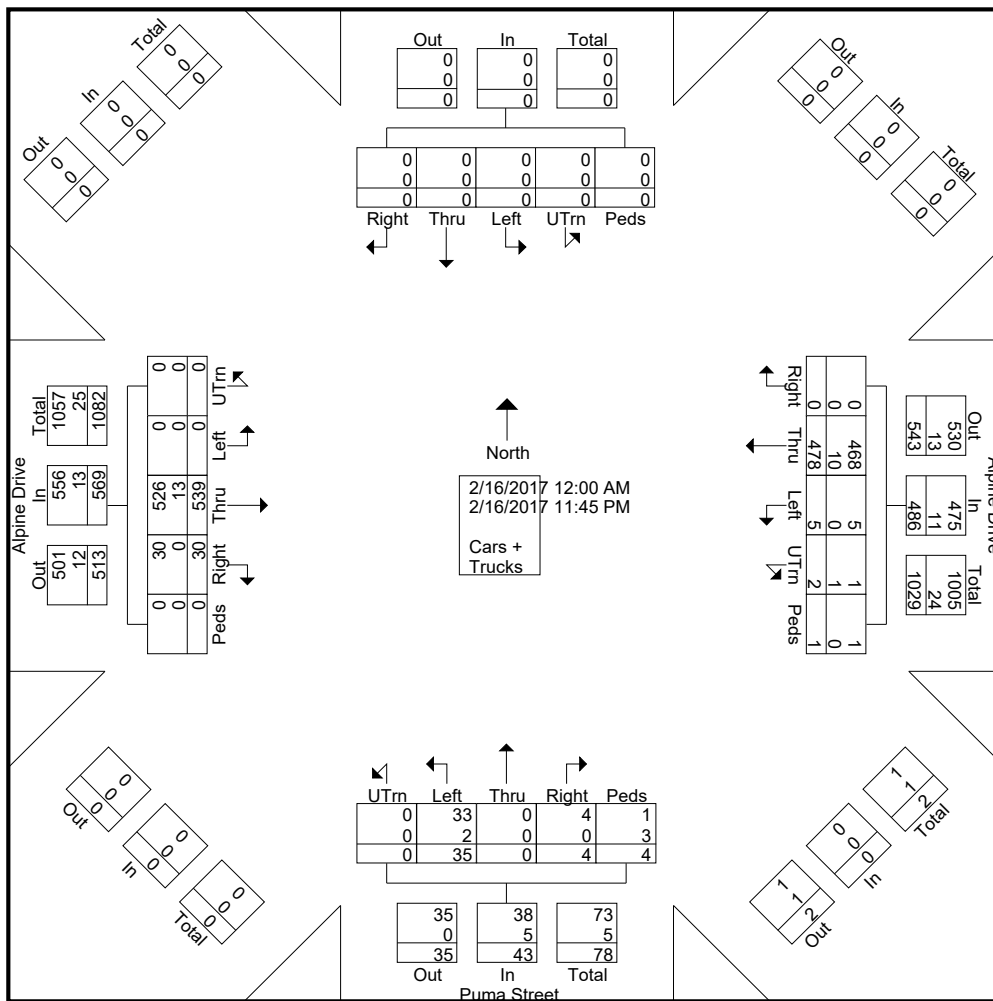 Out In Total
0 0 0
0 0 0
0 0 0
0 0 0 0 0
0 0 0 0 0
0 0 0 0 0
Right Thru Left UTrn Peds
Total
0
0
0
In
0
0
0
Out
0
0
0
Out
0
0
0
In
0
0
0
Total
0
0
0
Alpine Drive
Total
1057
25
1082
In
556
13
569
Out
501
12
513
0 0 0 UTrn
0 0 0 Left
526 13 539 Thru
30 0 30 Right
0 0 0 Peds
North
2/16/2017 12:00 AM
2/16/2017 11:45 PM
Cars +
Trucks
Right 0 0 0
Thru 478 10 468
Left 5 0 5
UTrn 2 1 1
Peds 1 0 1
Out
530
13
543
In
475
11
486
Total
1005
24
1029
Alpine Drive
Out
0
0
0
In
0
0
0
Total
0
0
0
UTrn Left Thru Right Peds
0 33 0 4 1
0 2 0 0 3
0 35 0 4 4
35 38 73
0 5 5
35 43 78
Out In Total
Puma Street
1
1
2
Total
0
0
0
In
1
1
2
Out